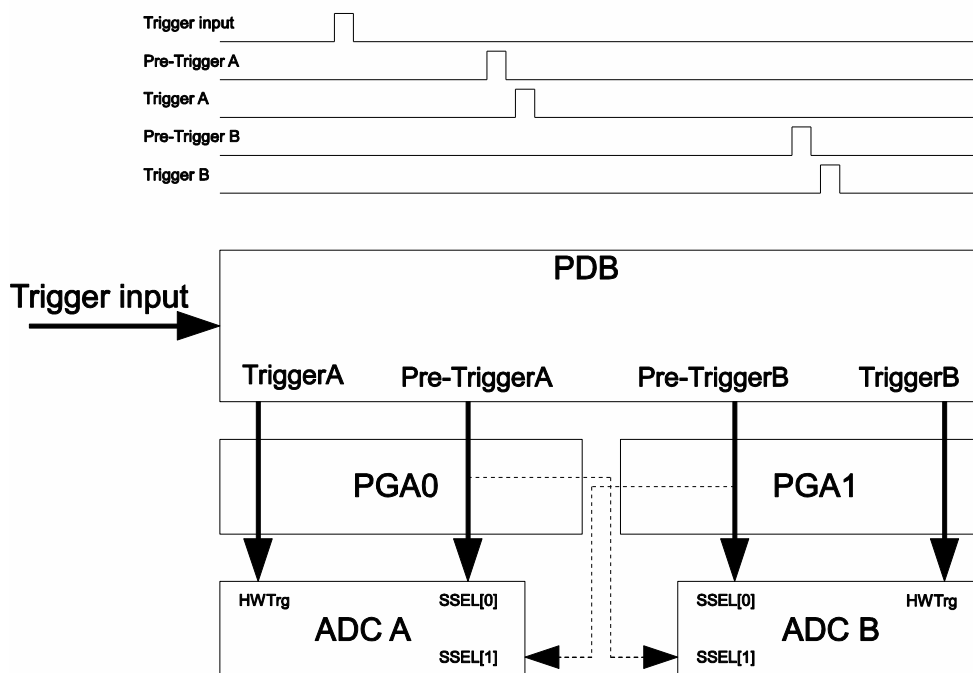 Trigger input
Pre-Trigger A
Trigger A
Pre-Trigger B
Trigger B
PDB
Trigger input
TriggerA
Pre-TriggerA
Pre-TriggerB
TriggerB
PGA0
PGA1
HWTrg
SSEL[0]
SSEL[0]
HWTrg
ADC A
ADC B
SSEL[1]
SSEL[1]